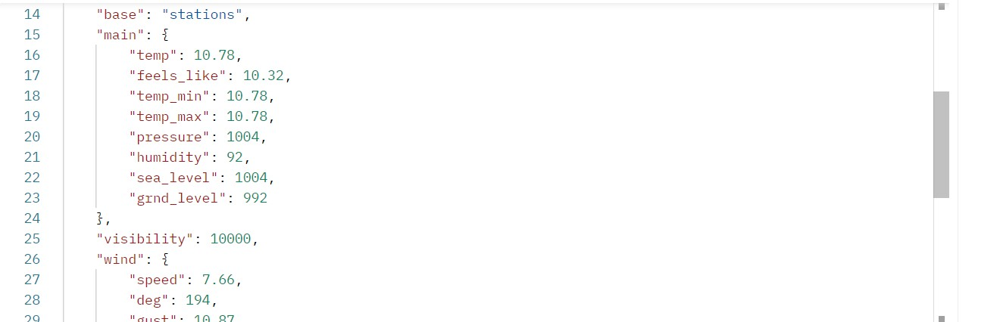 14 "base": "stations",
15 "main": {
16 "temp": 10.78,
17 "feels_like": 10.32,
18 "temp_min": 10.78,
19 "temp_max": 10.78,
20 "pressure": 1004,
21 "humidity": 92,
22 "sea_level": 1004,
23 "grnd_level": 992
24 },
25 "visibility": 10000,
26 "wind": {
27 "speed": 7.66,
28 "deg": 194,
29 "gust": 10.87